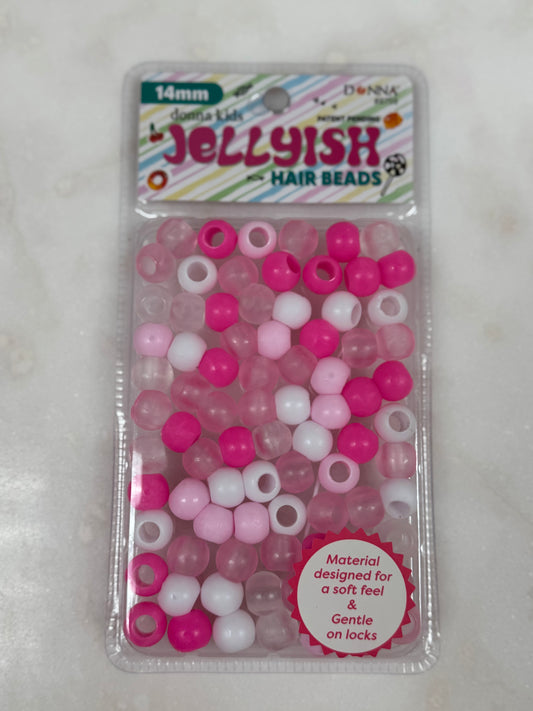 14mm
DONNA
donna kids
PATENT PENDING
JELLYISH
HAIR BEADS
Material
designed for
a soft feel
&
Gentle
on locks